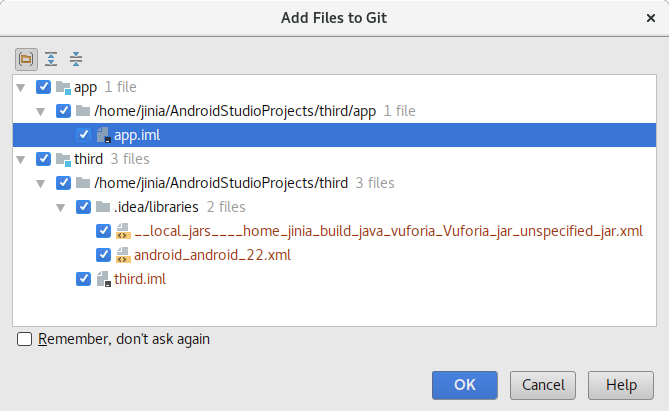 Add Files to Git
app 1 file
/home/jinia/AndroidStudioProjects/third/app 1 file
app.iml
third 3 files
/home/jinia/AndroidStudioProjects/third 3 files
.idea/libraries 2 files
__local_jars____home_jinia_build_java_vuforia_Vuforia_jar_unspecified_jar.xml
android_android_22.xml
third.iml
Remember, don't ask again
OK Cancel Help